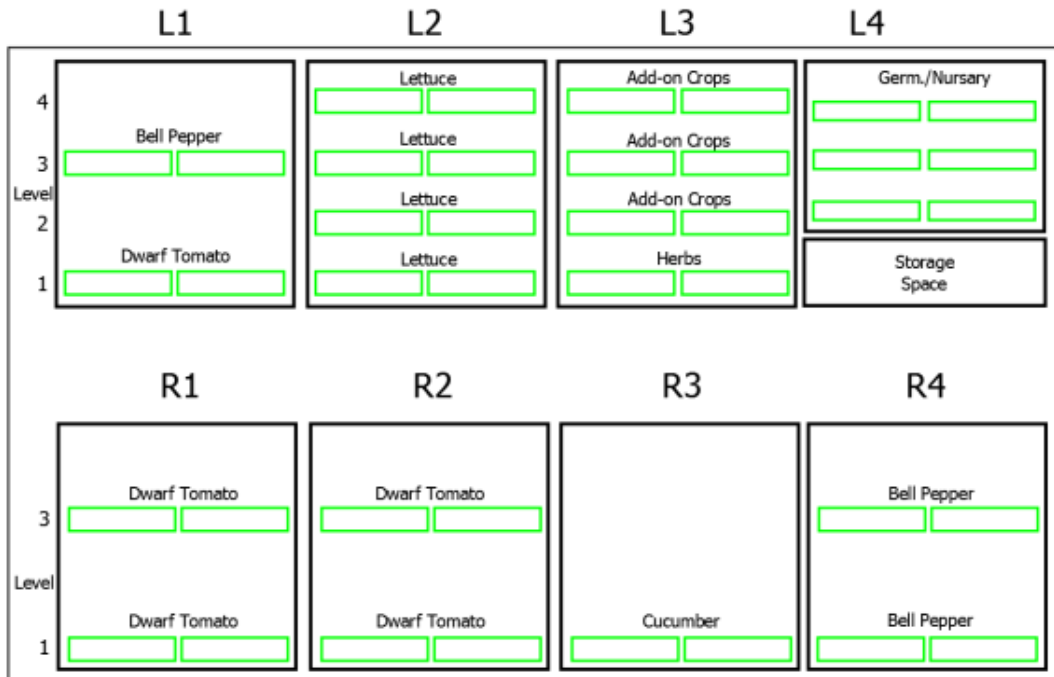 L1 L2 L3 L4
Lettuce Add-on Crops Germ./Nursary
4
Bell Pepper Lettuce Add-on Crops
3
Level
Lettuce Add-on Crops
2
Dwarf Tomato Lettuce Herbs Storage
1 Space
R1 R2 R3 R4
Dwarf Tomato Dwarf Tomato Bell Pepper
3
Level
Dwarf Tomato Dwarf Tomato Cucumber Bell Pepper
1